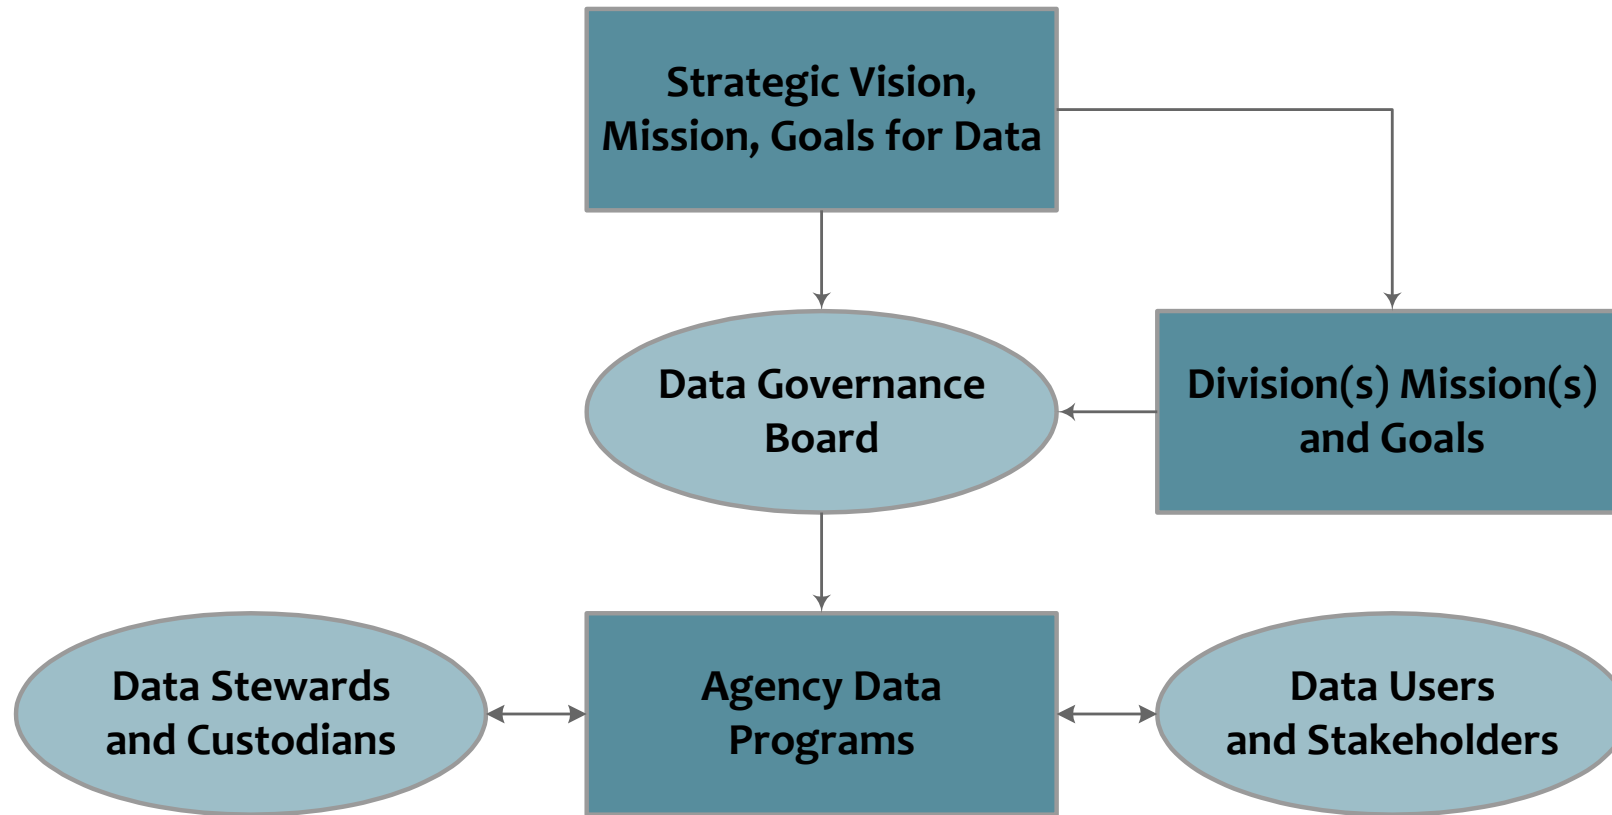 Strategic Vision,
Mission, Goals for Data
Data Governance
Board
Division(s) Mission(s)
and Goals
Data Stewards
and Custodians
Agency Data
Programs
Data Users
and Stakeholders